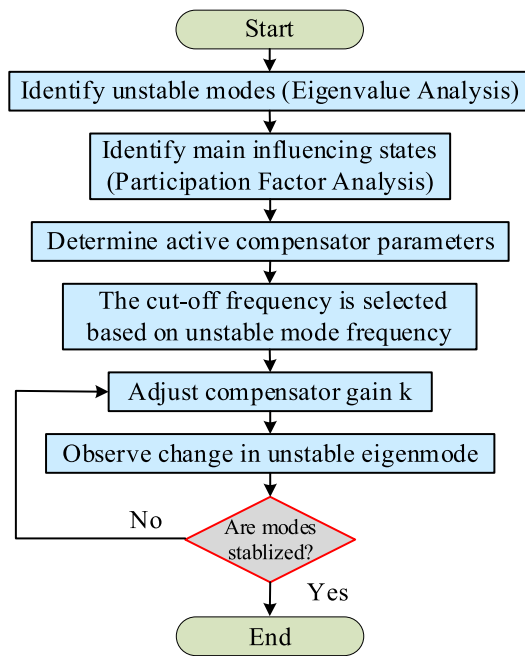 Start
Identify unstable modes (Eigenvalue Analysis)
Identify main influencing states
(Participation Factor Analysis)
Determine active compensator parameters
The cut-off frequency is selected
based on unstable mode frequency
Adjust compensator gain k
Observe change in unstable eigenmode
No
Are modes
stablized?
Yes
End